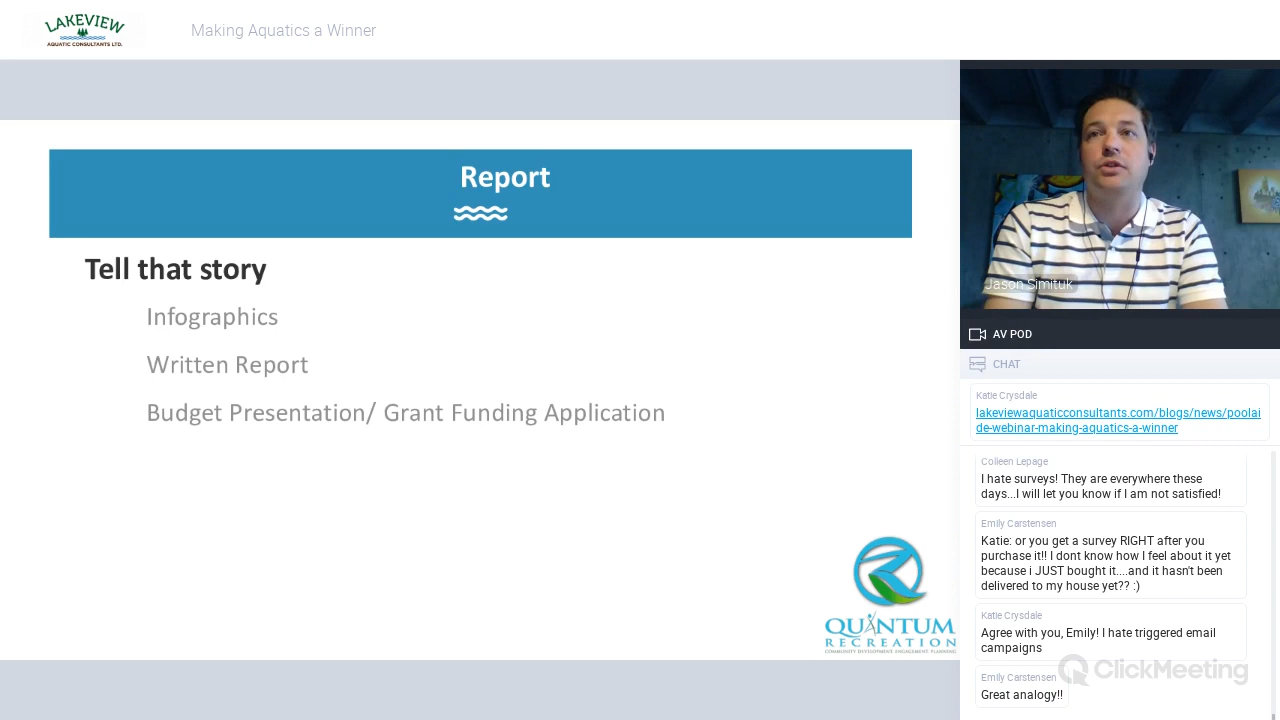 LAKEVIEW
AQUATIC CONSULTANTS LTD.
Making Aquatics a Winner
Report
Tell that story
Infographics
Written Report
Budget Presentation/ Grant Funding Application
QUANTUM
RECREATION
COMMUNITY DEVELOPMENT, ENGAGEMENT, PLANNING
Jason Simituk
AV POD
CHAT
Katie Crysdale
lakeviewaquaticconsultants.com/blogs/news/poolai
de-webinar-making-aquatics-a-winner
Colleen Lepage
I hate surveys! They are everywhere these
days...I will let you know if I am not satisfied!
Emily Carstensen
Katie: or you get a survey RIGHT after you
purchase it!! I dont know how I feel about it yet
because i JUST bought it....and it hasn't been
delivered to my house yet?? :)
Katie Crysdale
Agree with you, Emily! I hate triggered email
campaigns
Emily Carstensen
Great analogy!!
ClickMeeting